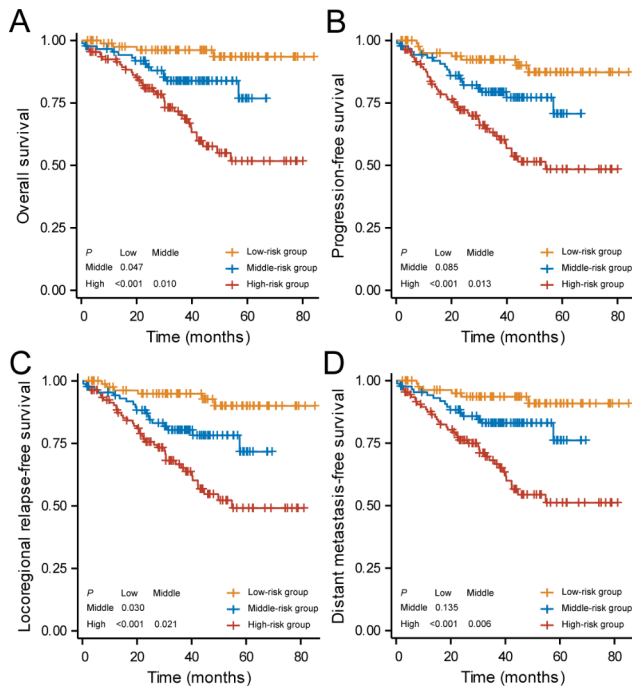 A
Overall survival
1.00
0.75
0.50
0.25
0.00
P Low Middle
Middle 0.047
High <0.001 0.010
Low-risk group
Middle-risk group
High-risk group
0 20 40 60 80
Time (months)
B
Progression-free survival
1.00
0.75
0.50
0.25
0.00
P Low Middle
Middle 0.085
High <0.001 0.013
Low-risk group
Middle-risk group
High-risk group
0 20 40 60 80
Time (months)
C
Locoregional relapse-free survival
1.00
0.75
0.50
0.25
0.00
P Low Middle
Middle 0.030
High <0.001 0.021
Low-risk group
Middle-risk group
High-risk group
0 20 40 60 80
Time (months)
D
Distant metastasis-free survival
1.00
0.75
0.50
0.25
0.00
P Low Middle
Middle 0.135
High <0.001 0.006
Low-risk group
Middle-risk group
High-risk group
0 20 40 60 80
Time (months)